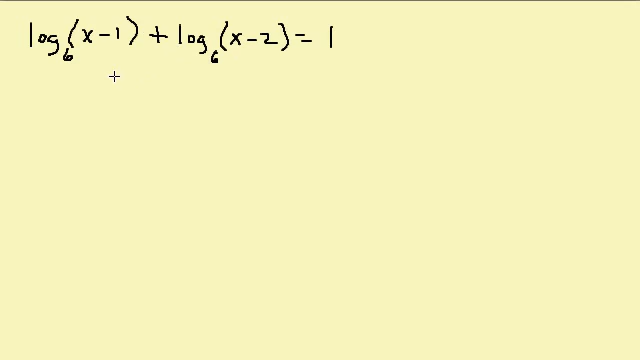 log₆(x-1) + log₆(x-2) = 1